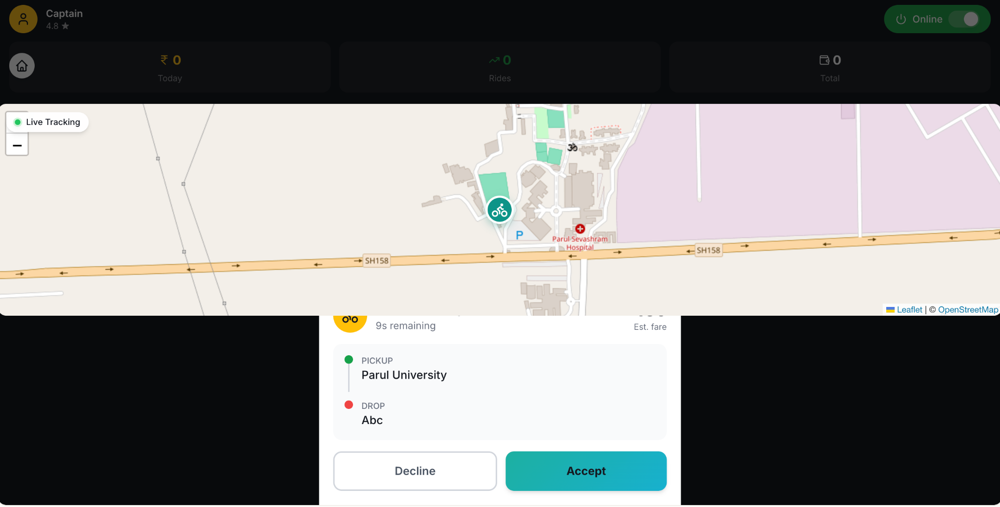 Captain
4.8 ★
Online
₹ 0
Today
0
Rides
0
Total
Live Tracking
−
ॐ
P
Parul Sevashram
Hospital
SH158
SH158
Leaflet | © OpenStreetMap
9s remaining
Est. fare
PICKUP
Parul University
DROP
Abc
Decline
Accept